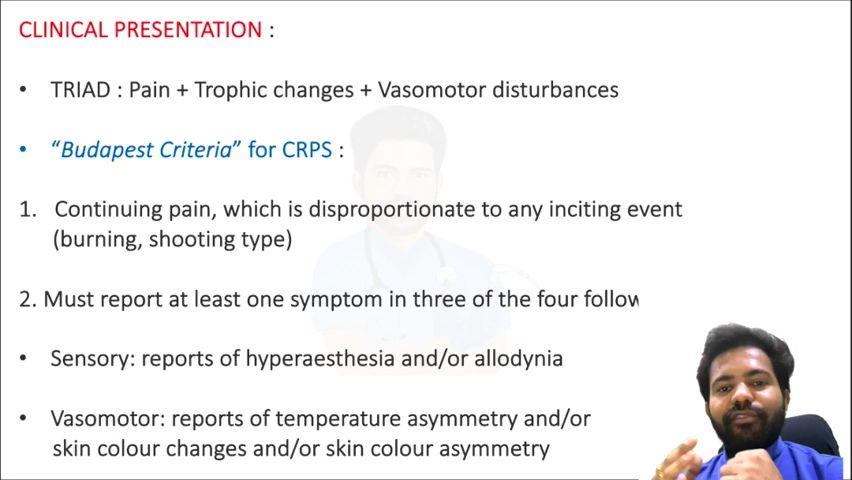 CLINICAL PRESENTATION :
• TRIAD : Pain + Trophic changes + Vasomotor disturbances
• “Budapest Criteria” for CRPS :
1. Continuing pain, which is disproportionate to any inciting event
(burning, shooting type)
2. Must report at least one symptom in three of the four follow
• Sensory: reports of hyperaesthesia and/or allodynia
• Vasomotor: reports of temperature asymmetry and/or
skin colour changes and/or skin colour asymmetry